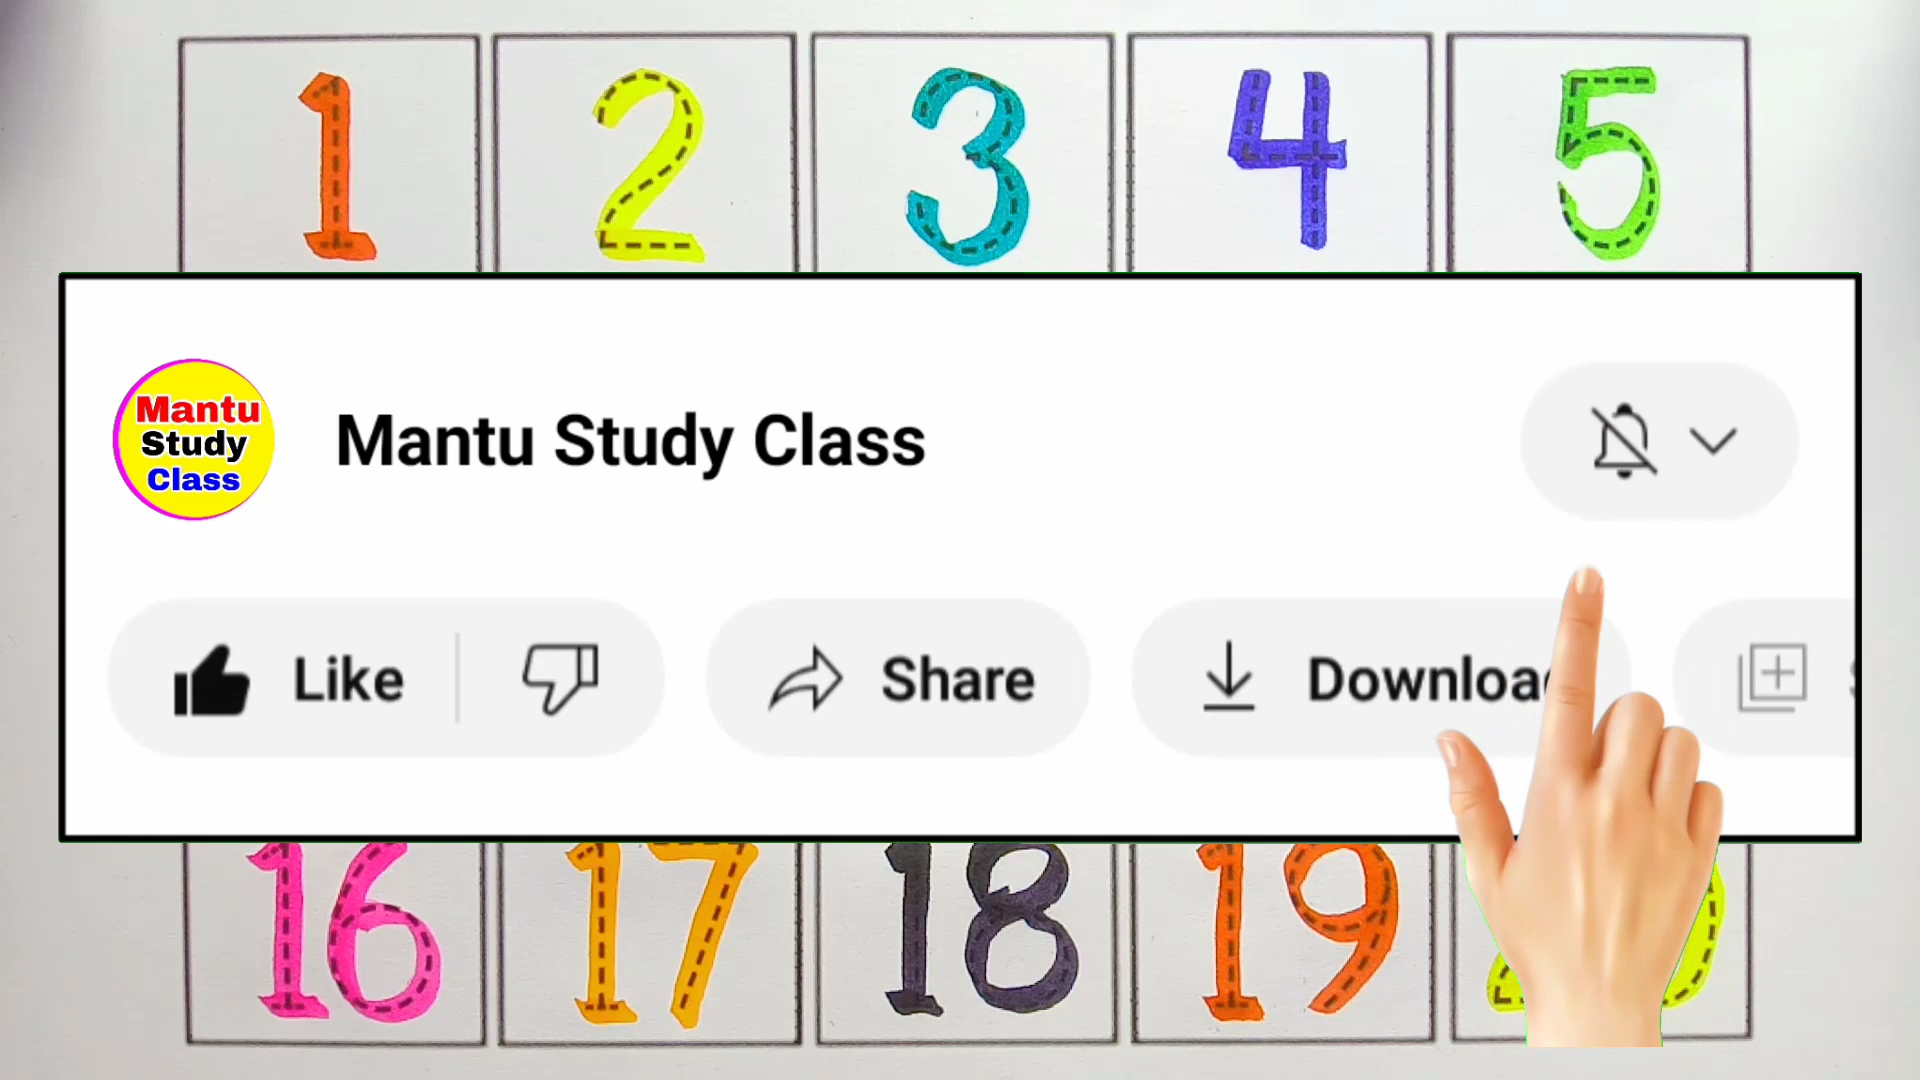 1 2 3 4 5
Mantu
Study
Class
Mantu Study Class
Like Share
16 17 18 19